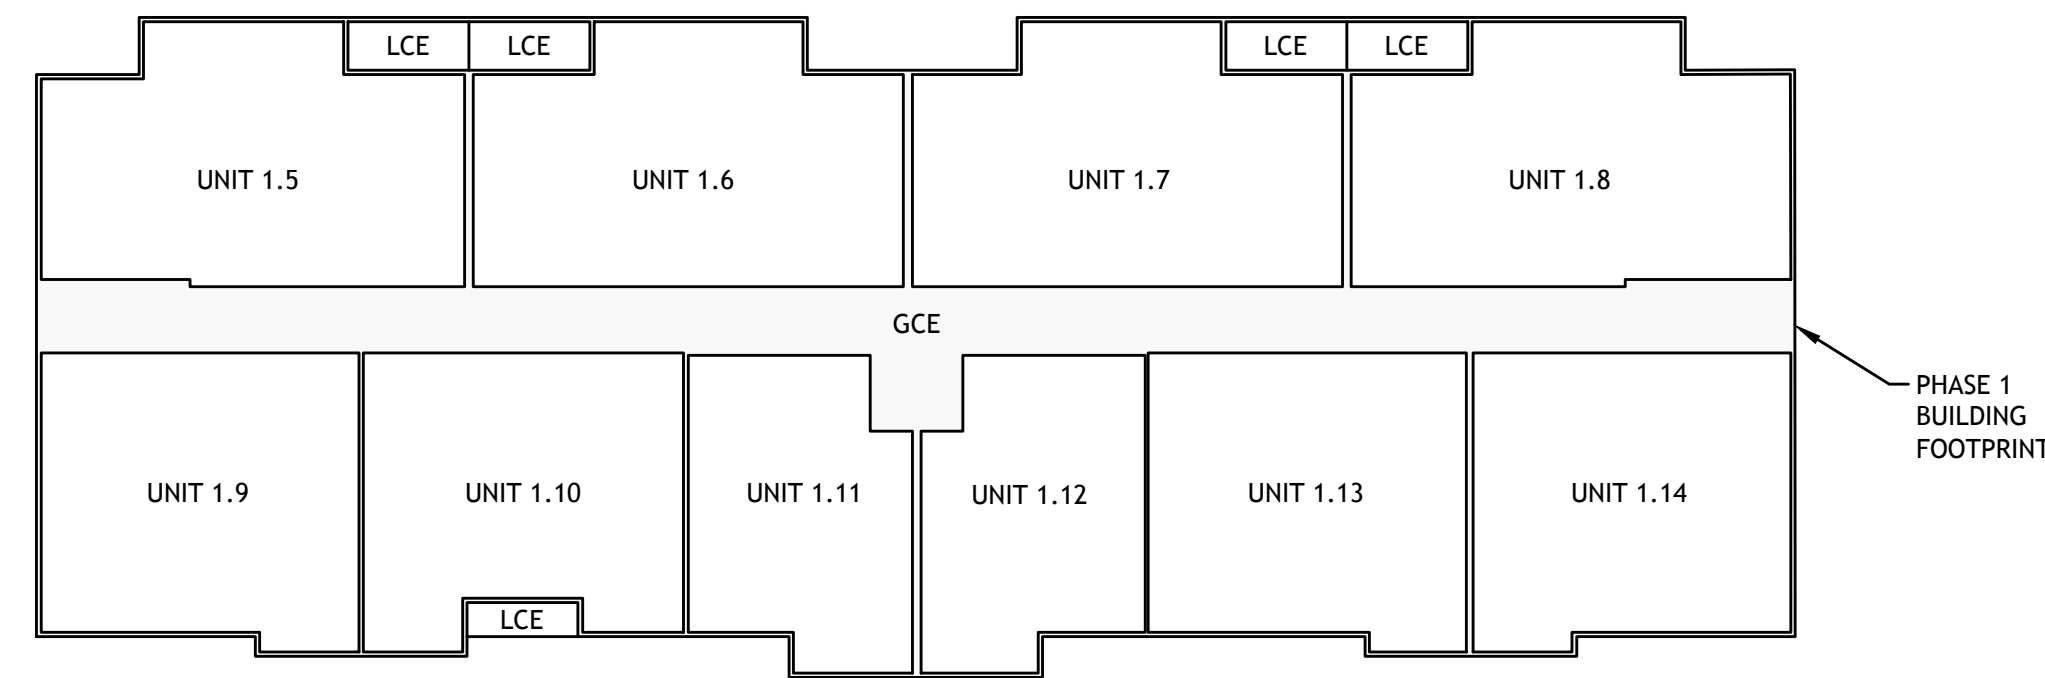 LCE
LCE
LCE
LCE
UNIT 1.5
UNIT 1.6
UNIT 1.7
UNIT 1.8
GCE
PHASE 1
BUILDING
FOOTPRINT
UNIT 1.9
UNIT 1.10
UNIT 1.11
UNIT 1.12
UNIT 1.13
UNIT 1.14
LCE